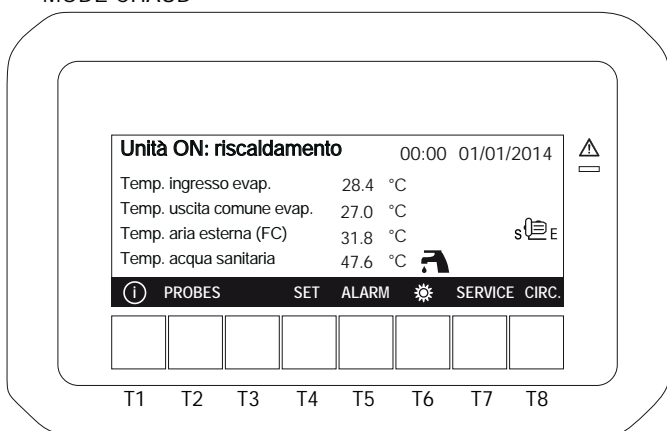 Unità ON: riscaldamento 00:00 01/01/2014
Temp. ingresso evap. 28.4 °C
Temp. uscita comune evap. 27.0 °C
Temp. aria esterna (FC) 31.8 °C
S E
Temp. acqua sanitaria 47.6 °C
i PROBES SET ALARM SERVICE CIRC.
T1 T2 T3 T4 T5 T6 T7 T8